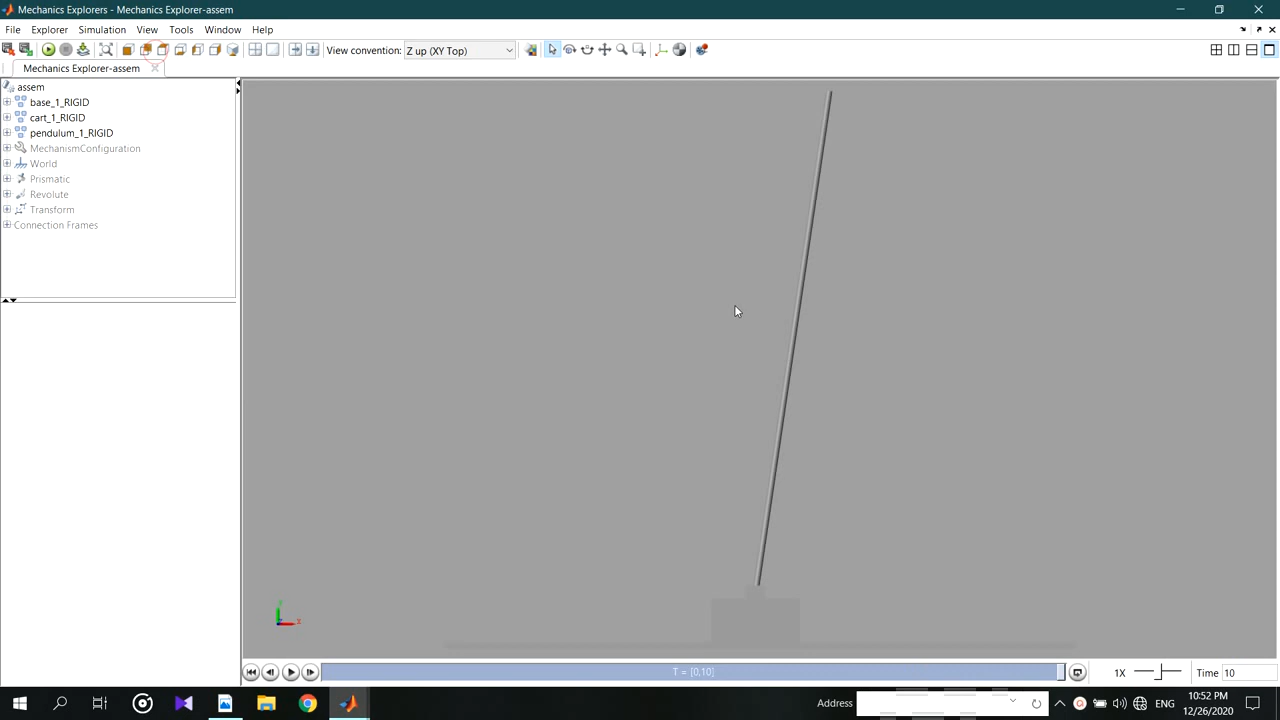 Mechanics Explorers - Mechanics Explorer-assem
File Explorer Simulation View Tools Window Help
View convention: Z up (XY Top)
Mechanics Explorer-assem
assem
base_1_RIGID
cart_1_RIGID
pendulum_1_RIGID
MechanismConfiguration
World
Prismatic
Revolute
Transform
Connection Frames
T = [0,10]
1X
Time 10
Address
ENG
10:52 PM
12/26/2020